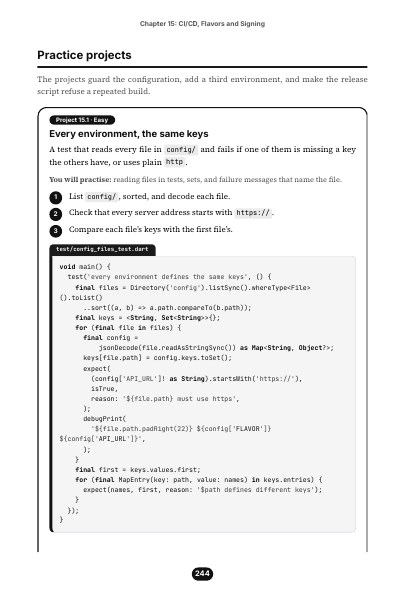 Chapter 15: CI/CD, Flavors and Signing
Practice projects
The projects guard the configuration, add a third environment, and make the release
script refuse a repeated build.
Project 15.1 · Easy
Every environment, the same keys
A test that reads every file in config/ and fails if one of them is missing a key
the others have, or uses plain http.
You will practise: reading files in tests, sets, and failure messages that name the file.
1 List config/, sorted, and decode each file.
2 Check that every server address starts with https://.
3 Compare each file's keys with the first file's.
test/config_files_test.dart
void main() {
  test('every environment defines the same keys', () {
    final files = Directory('config').listSync().whereType<File>
().toList()
      ..sort((a, b) => a.path.compareTo(b.path));
    final keys = <String, Set<String>>{};
    for (final file in files) {
      final config =
          jsonDecode(file.readAsStringSync()) as Map<String, Object?>;
      keys[file.path] = config.keys.toSet();
      expect(
        (config['API_URL']! as String).startsWith('https://'),
        isTrue,
        reason: '${file.path} must use https',
      );
      debugPrint(
        '${file.path.padRight(22)} ${config['FLAVOR']}
${config['API_URL']}',
      );
    }
    final first = keys.values.first;
    for (final MapEntry(key: path, value: names) in keys.entries) {
      expect(names, first, reason: '$path defines different keys');
    }
  });
}
244